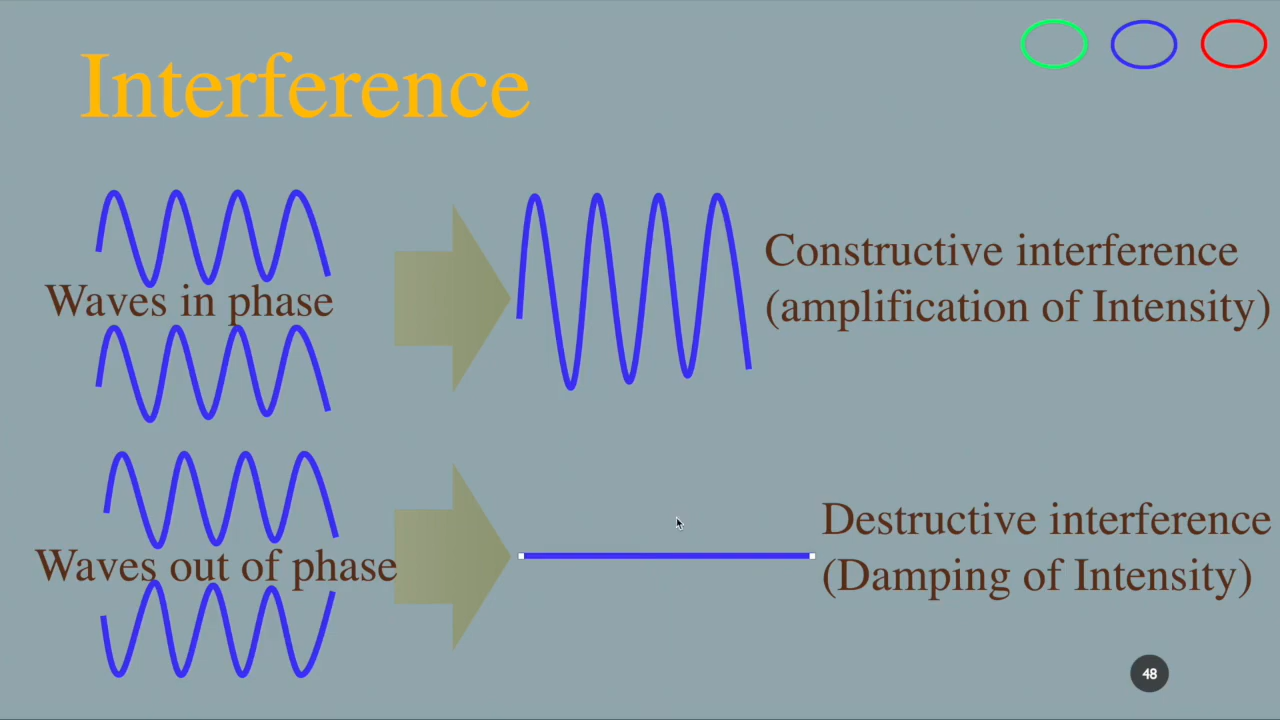 Interference
Waves in phase
Constructive interference
(amplification of Intensity)
Waves out of phase
Destructive interference
(Damping of Intensity)
48